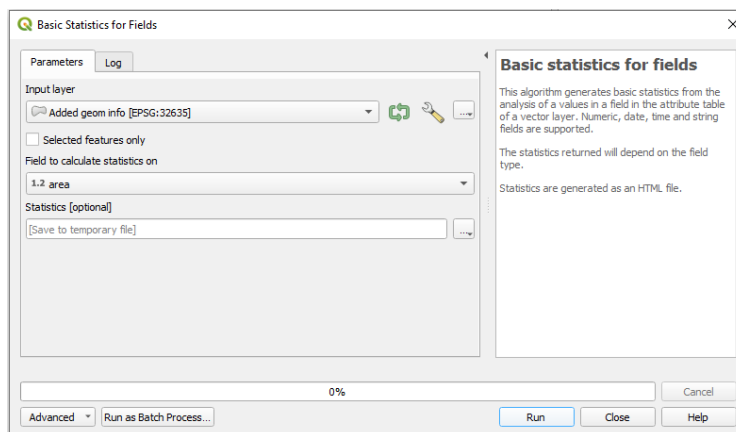 Basic Statistics for Fields
Parameters
Log
Input layer
Added geom info [EPSG:32635]
...
Selected features only
Field to calculate statistics on
1.2 area
Statistics [optional]
[Save to temporary file]
...
Basic statistics for fields
This algorithm generates basic statistics from the
analysis of a values in a field in the attribute table
of a vector layer. Numeric, date, time and string
fields are supported.
The statistics returned will depend on the field
type.
Statistics are generated as an HTML file.
0%
Cancel
Advanced
Run as Batch Process...
Run
Close
Help